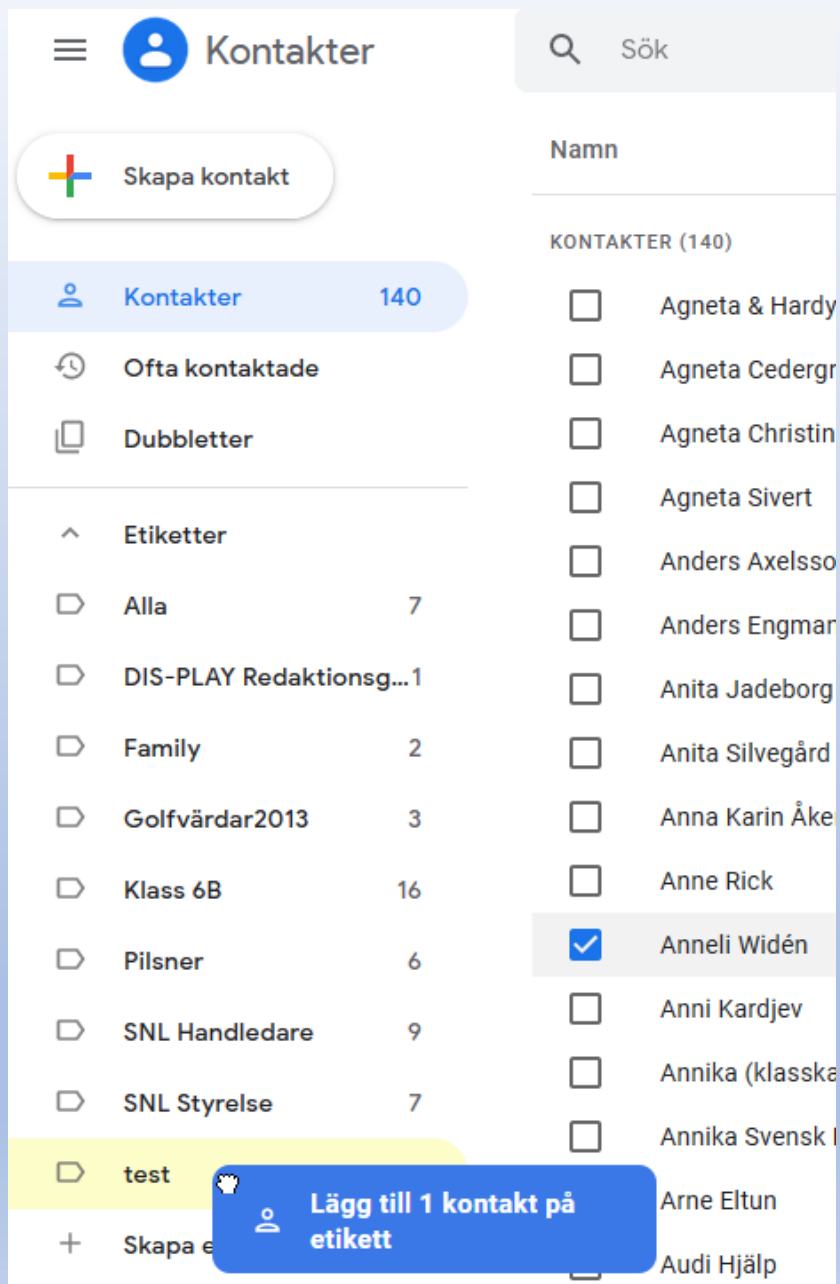 Kontakter
Sök
Skapa kontakt
Namn
KONTAKTER (140)
Kontakter 140
Ofta kontaktade
Dubbletter
Etiketter
Alla 7
DIS-PLAY Redaktionsg... 1
Family 2
Golfvärdar2013 3
Klass 6B 16
Pilsner 6
SNL Handledare 9
SNL Styrelse 7
test
Skapa e
Lägg till 1 kontakt på
etikett
Agneta & Hardy
Agneta Cedergr
Agneta Christin
Agneta Sivert
Anders Axelsso
Anders Engman
Anita Jadeborg
Anita Silvegård
Anna Karin Åke
Anne Rick
Anneli Widén
Anni Kardjev
Annika (klasska
Annika Svensk
Arne Eltun
Audi Hjälp